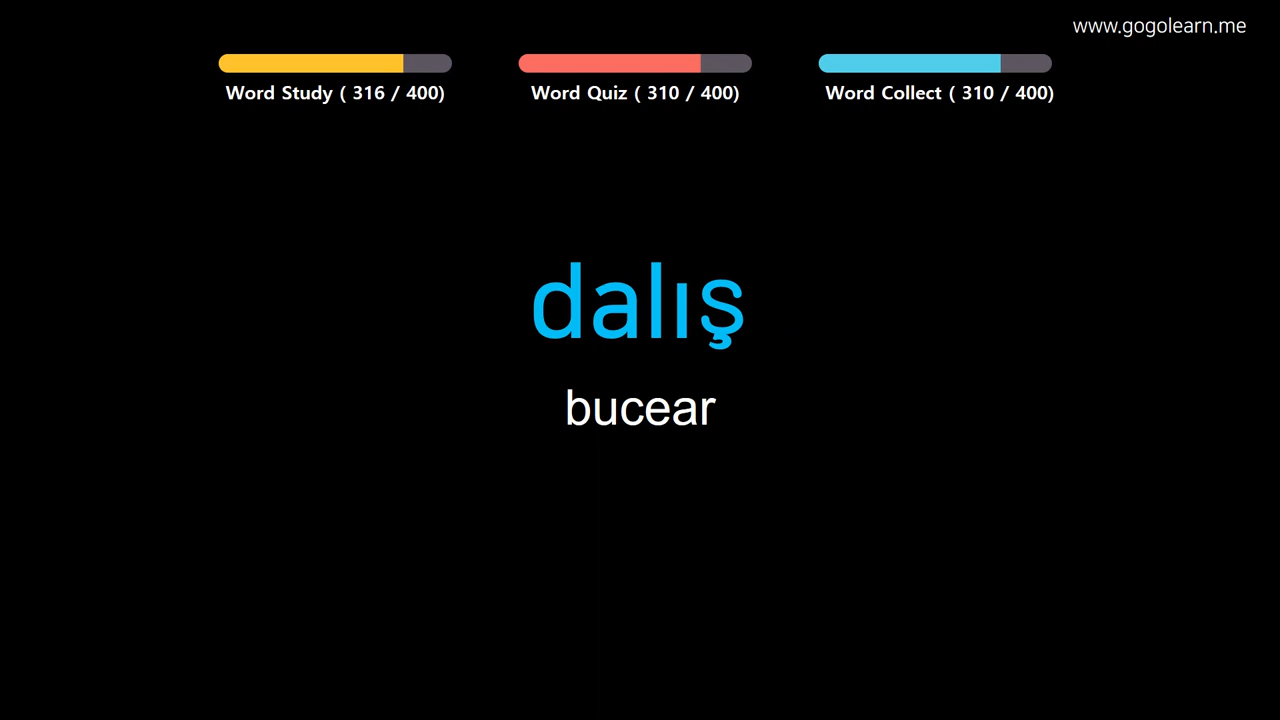 www.gogolearn.me
Word Study ( 316 / 400)
Word Quiz ( 310 / 400)
Word Collect ( 310 / 400)
dalış
bucear